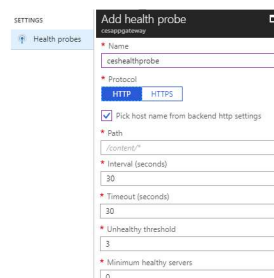 SETTINGS
Health probes
Add health probe
cesappgateway
* Name
ceshealthprobe
* Protocol
HTTP HTTPS
Pick host name from backend http settings
* Path
/content/*
* Interval (seconds)
30
* Timeout (seconds)
30
* Unhealthy threshold
3
* Minimum healthy servers
0